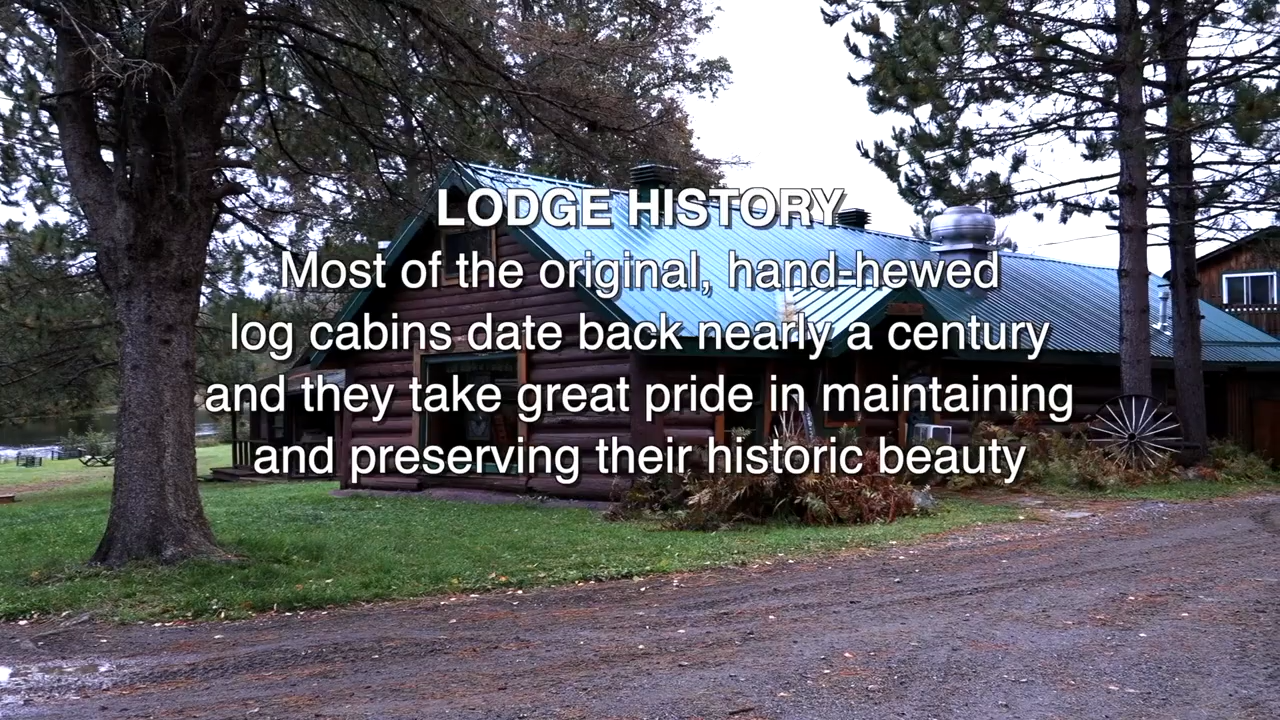 LODGE HISTORY
Most of the original, hand-hewed
log cabins date back nearly a century
and they take great pride in maintaining
and preserving their historic beauty